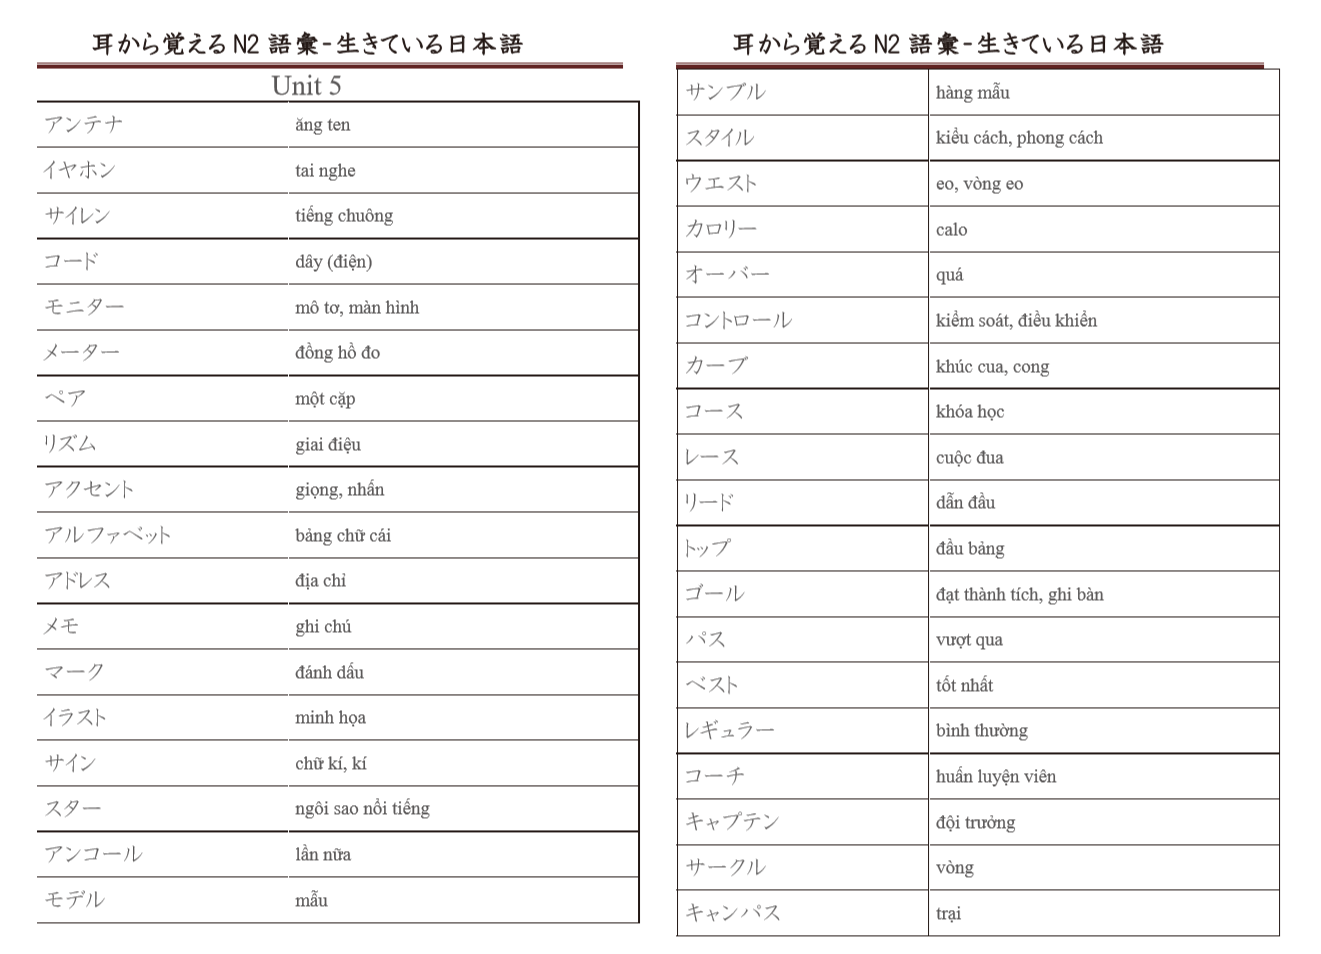 耳から覚える N2 語彙-生きている日本語
Unit 5
アンテナ ăng ten
イヤホン tai nghe
サイレン tiếng chuông
コード dây (điện)
モニター mô tơ, màn hình
メーター đồng hồ đo
ペア một cặp
リズム giai điệu
アクセント giọng, nhấn
アルファベット bảng chữ cái
アドレス địa chỉ
メモ ghi chú
マーク đánh dấu
イラスト minh họa
サイン chữ kí, kí
スター ngôi sao nổi tiếng
アンコール lần nữa
モデル mẫu
耳から覚える N2 語彙-生きている日本語
サンプル hàng mẫu
スタイル kiểu cách, phong cách
ウエスト eo, vòng eo
カロリー calo
オーバー quá
コントロール kiểm soát, điều khiển
カーブ khúc cua, cong
コース khóa học
レース cuộc đua
リード dẫn đầu
トップ đầu bảng
ゴール đạt thành tích, ghi bàn
パス vượt qua
ベスト tốt nhất
レギュラー bình thường
コーチ huấn luyện viên
キャプテン đội trưởng
サークル vòng
キャンパス trại